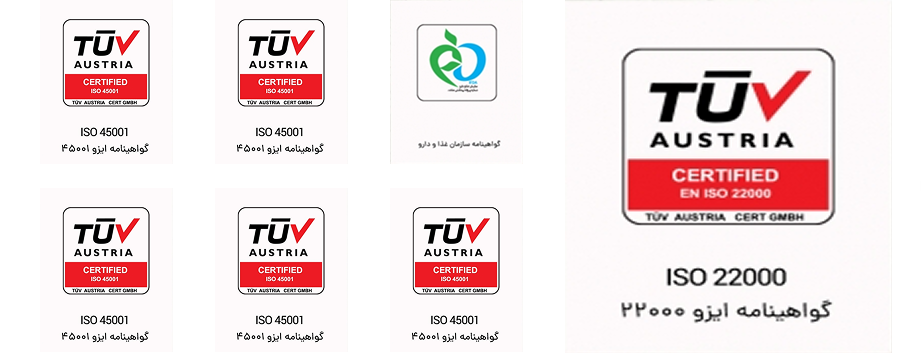 TÜV
AUSTRIA
CERTIFIED
ISO 45001
TÜV AUSTRIA CERT GMBH
ISO 45001
گواهینامه ایزو ۴۵۰۰۱
TÜV
AUSTRIA
CERTIFIED
ISO 45001
TÜV AUSTRIA CERT GMBH
ISO 45001
گواهینامه ایزو ۴۵۰۰۱
گواهینامه سازمان غذا و دارو
TÜV
AUSTRIA
CERTIFIED
EN ISO 22000
TÜV AUSTRIA CERT GMBH
ISO 22000
گواهینامه ایزو ۲۲۰۰۰
TÜV
AUSTRIA
CERTIFIED
ISO 45001
TÜV AUSTRIA CERT GMBH
ISO 45001
گواهینامه ایزو ۴۵۰۰۱
TÜV
AUSTRIA
CERTIFIED
ISO 45001
TÜV AUSTRIA CERT GMBH
ISO 45001
گواهینامه ایزو ۴۵۰۰۱
TÜV
AUSTRIA
CERTIFIED
ISO 45001
TÜV AUSTRIA CERT GMBH
ISO 45001
گواهینامه ایزو ۴۵۰۰۱